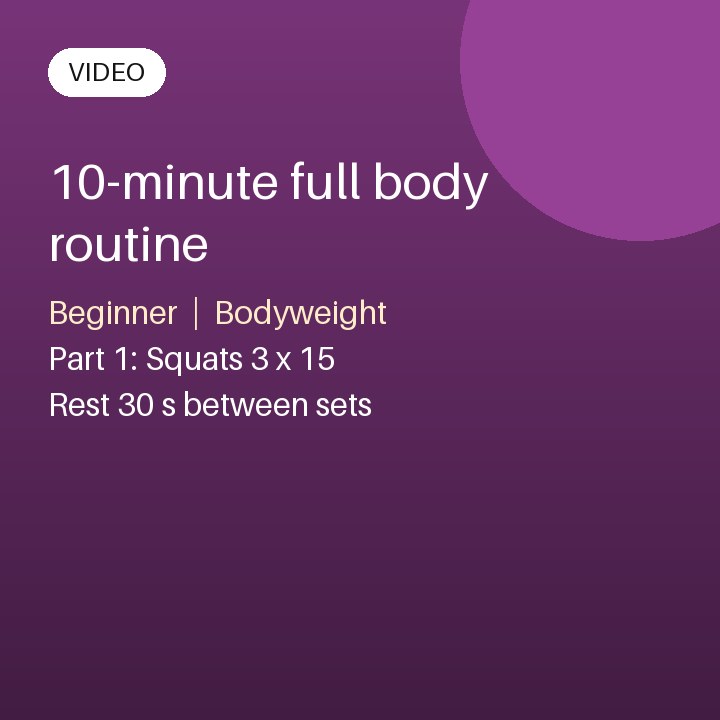 VIDEO
10-minute full body
routine
Beginner | Bodyweight
Part 1: Squats 3 x 15
Rest 30 s between sets